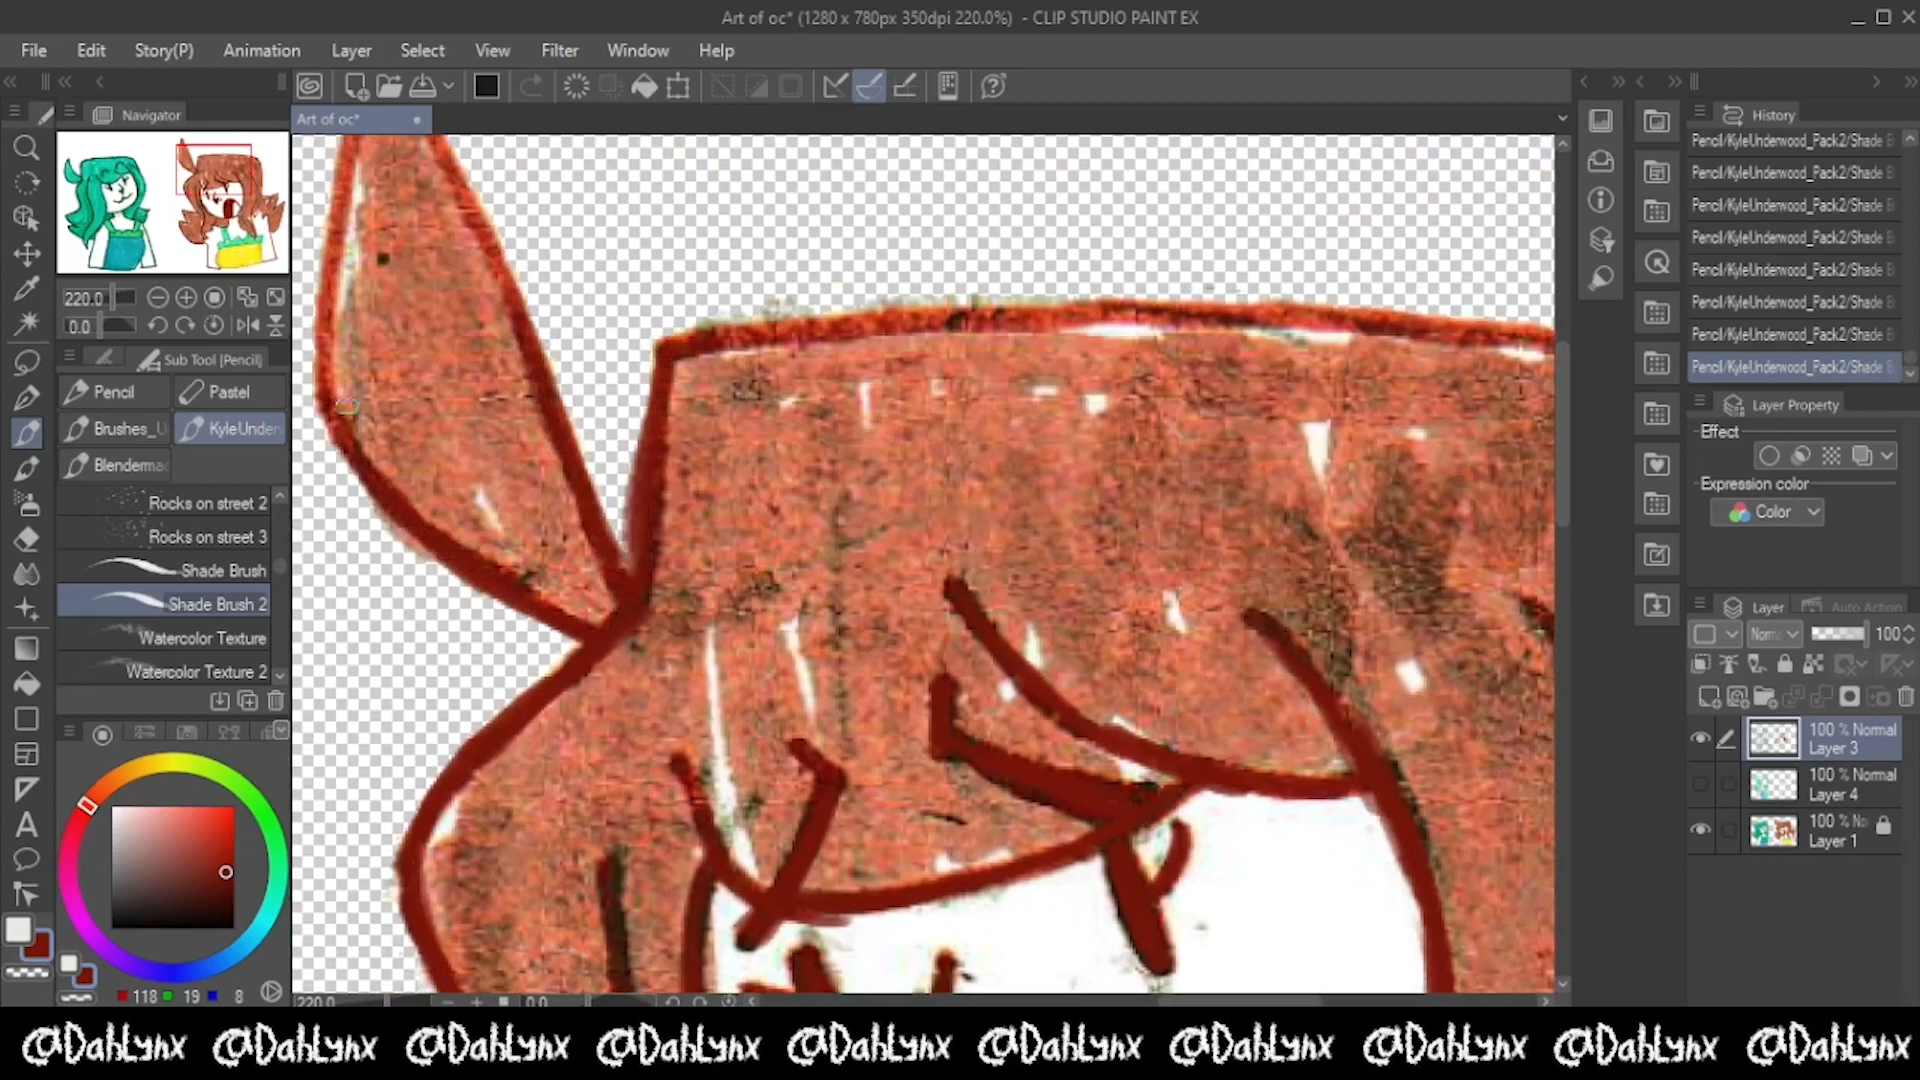 Art of oc* (1280 x 780px 350dpi 220.0%) - CLIP STUDIO PAINT EX
File Edit Story(P) Animation Layer Select View Filter Window Help
Navigator
Art of oc*
History
Pencil/KyleUnderwood_Pack2/Shade B
Pencil/KyleUnderwood_Pack2/Shade B
Pencil/KyleUnderwood_Pack2/Shade B
Pencil/KyleUnderwood_Pack2/Shade B
Pencil/KyleUnderwood_Pack2/Shade B
Pencil/KyleUnderwood_Pack2/Shade B
Pencil/KyleUnderwood_Pack2/Shade B
Pencil/KyleUnderwood_Pack2/Shade B
220.0
0.0
Sub Tool [Pencil]
Pencil Pastel
Brushes_U KyleUnder
Blenderma
Rocks on street 2
Rocks on street 3
Shade Brush
Shade Brush 2
Watercolor Texture
Watercolor Texture 2
118 19 8
220.0 0.0
Layer Property
Effect
Expression color
Color
Layer Auto Action
Norma 100
100 % Normal
Layer 3
100 % Normal
Layer 4
100 % No
Layer 1
@DahLynx @DahLynx @DahLynx @DahLynx @DahLynx @DahLynx @DahLynx @DahLynx @DahLynx @DahLynx